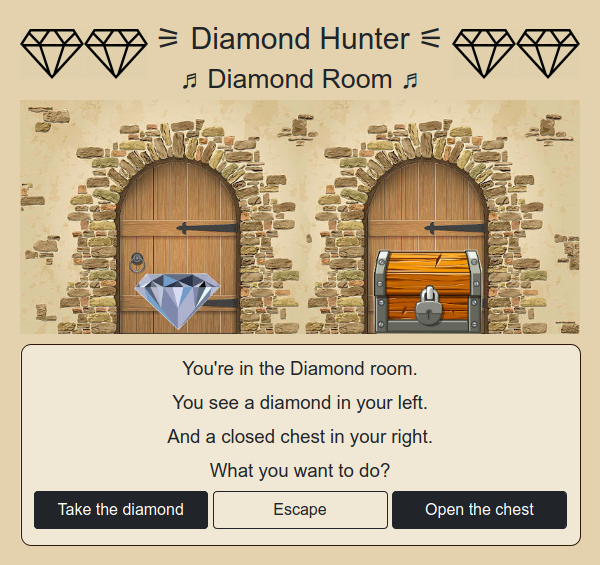 ⚞ Diamond Hunter ⚟
♬ Diamond Room ♬
You're in the Diamond room.
You see a diamond in your left.
And a closed chest in your right.
What you want to do?
Take the diamond
Escape
Open the chest